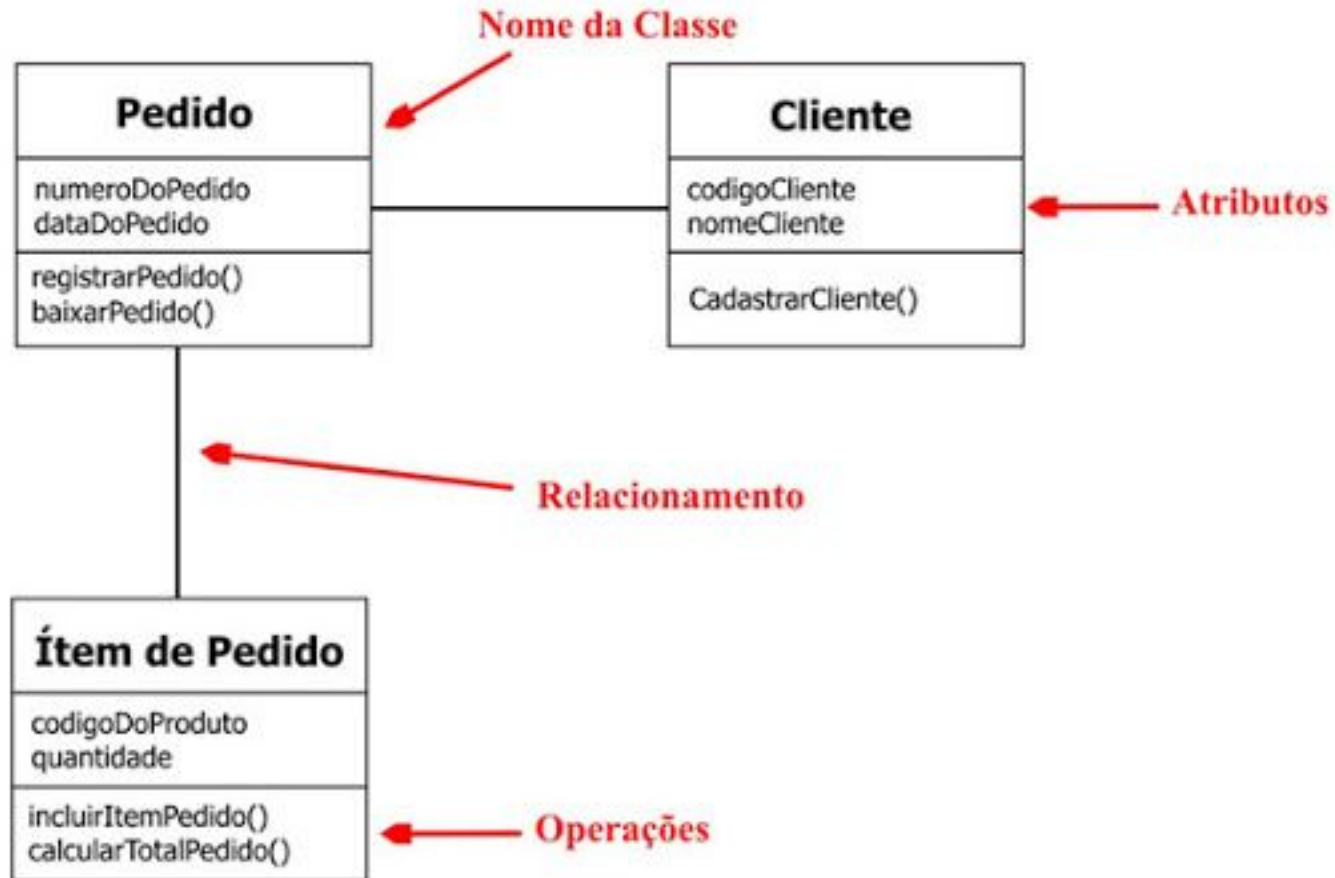 Nome da Classe
Pedido
numeroDoPedido
dataDoPedido
registrarPedido()
baixarPedido()
Cliente
codigoCliente
nomeCliente
CadastrarCliente()
Atributos
Relacionamento
Ítem de Pedido
codigoDoProduto
quantidade
incluirItemPedido()
calcularTotalPedido()
Operações